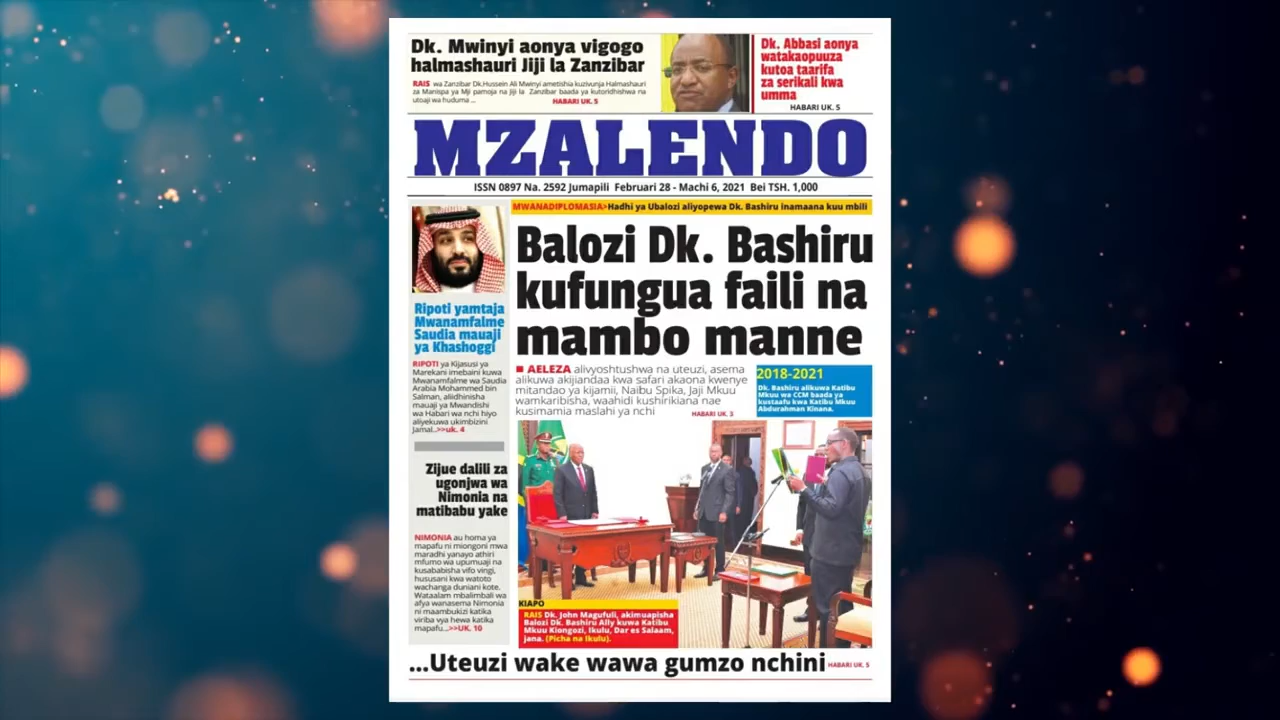 Dk. Mwinyi aonya vigogo
halmashauri Jiji la Zanzibar
RAIS wa Zanzibar Dk.Hussein Ali Mwinyi ametishia kuzivunja Halmashauri
za Manispa ya Mji pamoja na Jiji la Zanzibar baada ya kutoridhishwa na
utoaji wa huduma ...
HABARI UK. 5
Dk. Abbasi aonya
watakaopuuza
kutoa taarifa
za serikali kwa
umma
HABARI UK. 5
MZALENDO
ISSN 0897 Na. 2592 Jumapili Februari 28 - Machi 6, 2021 Bei TSH. 1,000
MWANADIPLOMASIA>Hadhi ya Ubalozi aliyopewa Dk. Bashiru inamaana kuu mbili
Ripoti yamtaja
Mwanamfalme
Saudia mauaji
ya Khashoggi
RIPOTI ya Kijasusi ya
Marekani imebaini kuwa
Mwanamfalme wa Saudia
Arabia Mohammed bin
Salman, aliidhinisha
mauaji ya Mwandishi
wa Habari wa nchi hiyo
aliyekuwa ukimbizini
Jamal..>>uk. 4
Zijue dalili za
ugonjwa wa
Nimonia na
matibabu yake
NIMONIA au homa ya
mapafu ni miongoni mwa
maradhi yanayo athiri
mfumo wa upumuaji na
kusababisha vifo vingi,
hususani kwa watoto
wachanga duniani kote.
Wataalam mbalimbali wa
afya wanasema Nimonia
ni maambukizi katika
viriba vya hewa katika
mapafu...>>UK. 10
Balozi Dk. Bashiru
kufungua faili na
mambo manne
AELEZA alivyoshtushwa na uteuzi, asema
alikuwa akijiandaa kwa safari akaona kwenye
mitandao ya kijamii, Naibu Spika, Jaji Mkuu
wamkaribisha, waahidi kushirikiana nae
kusimamia maslahi ya nchi
HABARI UK. 3
2018-2021
Dk. Bashiru alikuwa Katibu
Mkuu wa CCM baada ya
kustaafu kwa Katibu Mkuu
Abdurahman Kinana.
KIAPO
RAIS Dk. John Magufuli, akimuapisha
Balozi Dk. Bashiru Ally kuwa Katibu
Mkuu Kiongozi, Ikulu, Dar es Salaam,
jana. (Picha na Ikulu).
...Uteuzi wake wawa gumzo nchini
HABARI UK. 5